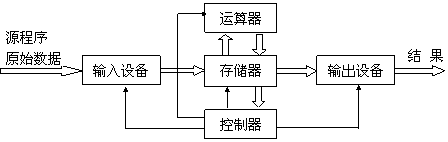 运算器
源程序
原始数据
输入设备
存储器
输出设备
结 果
控制器